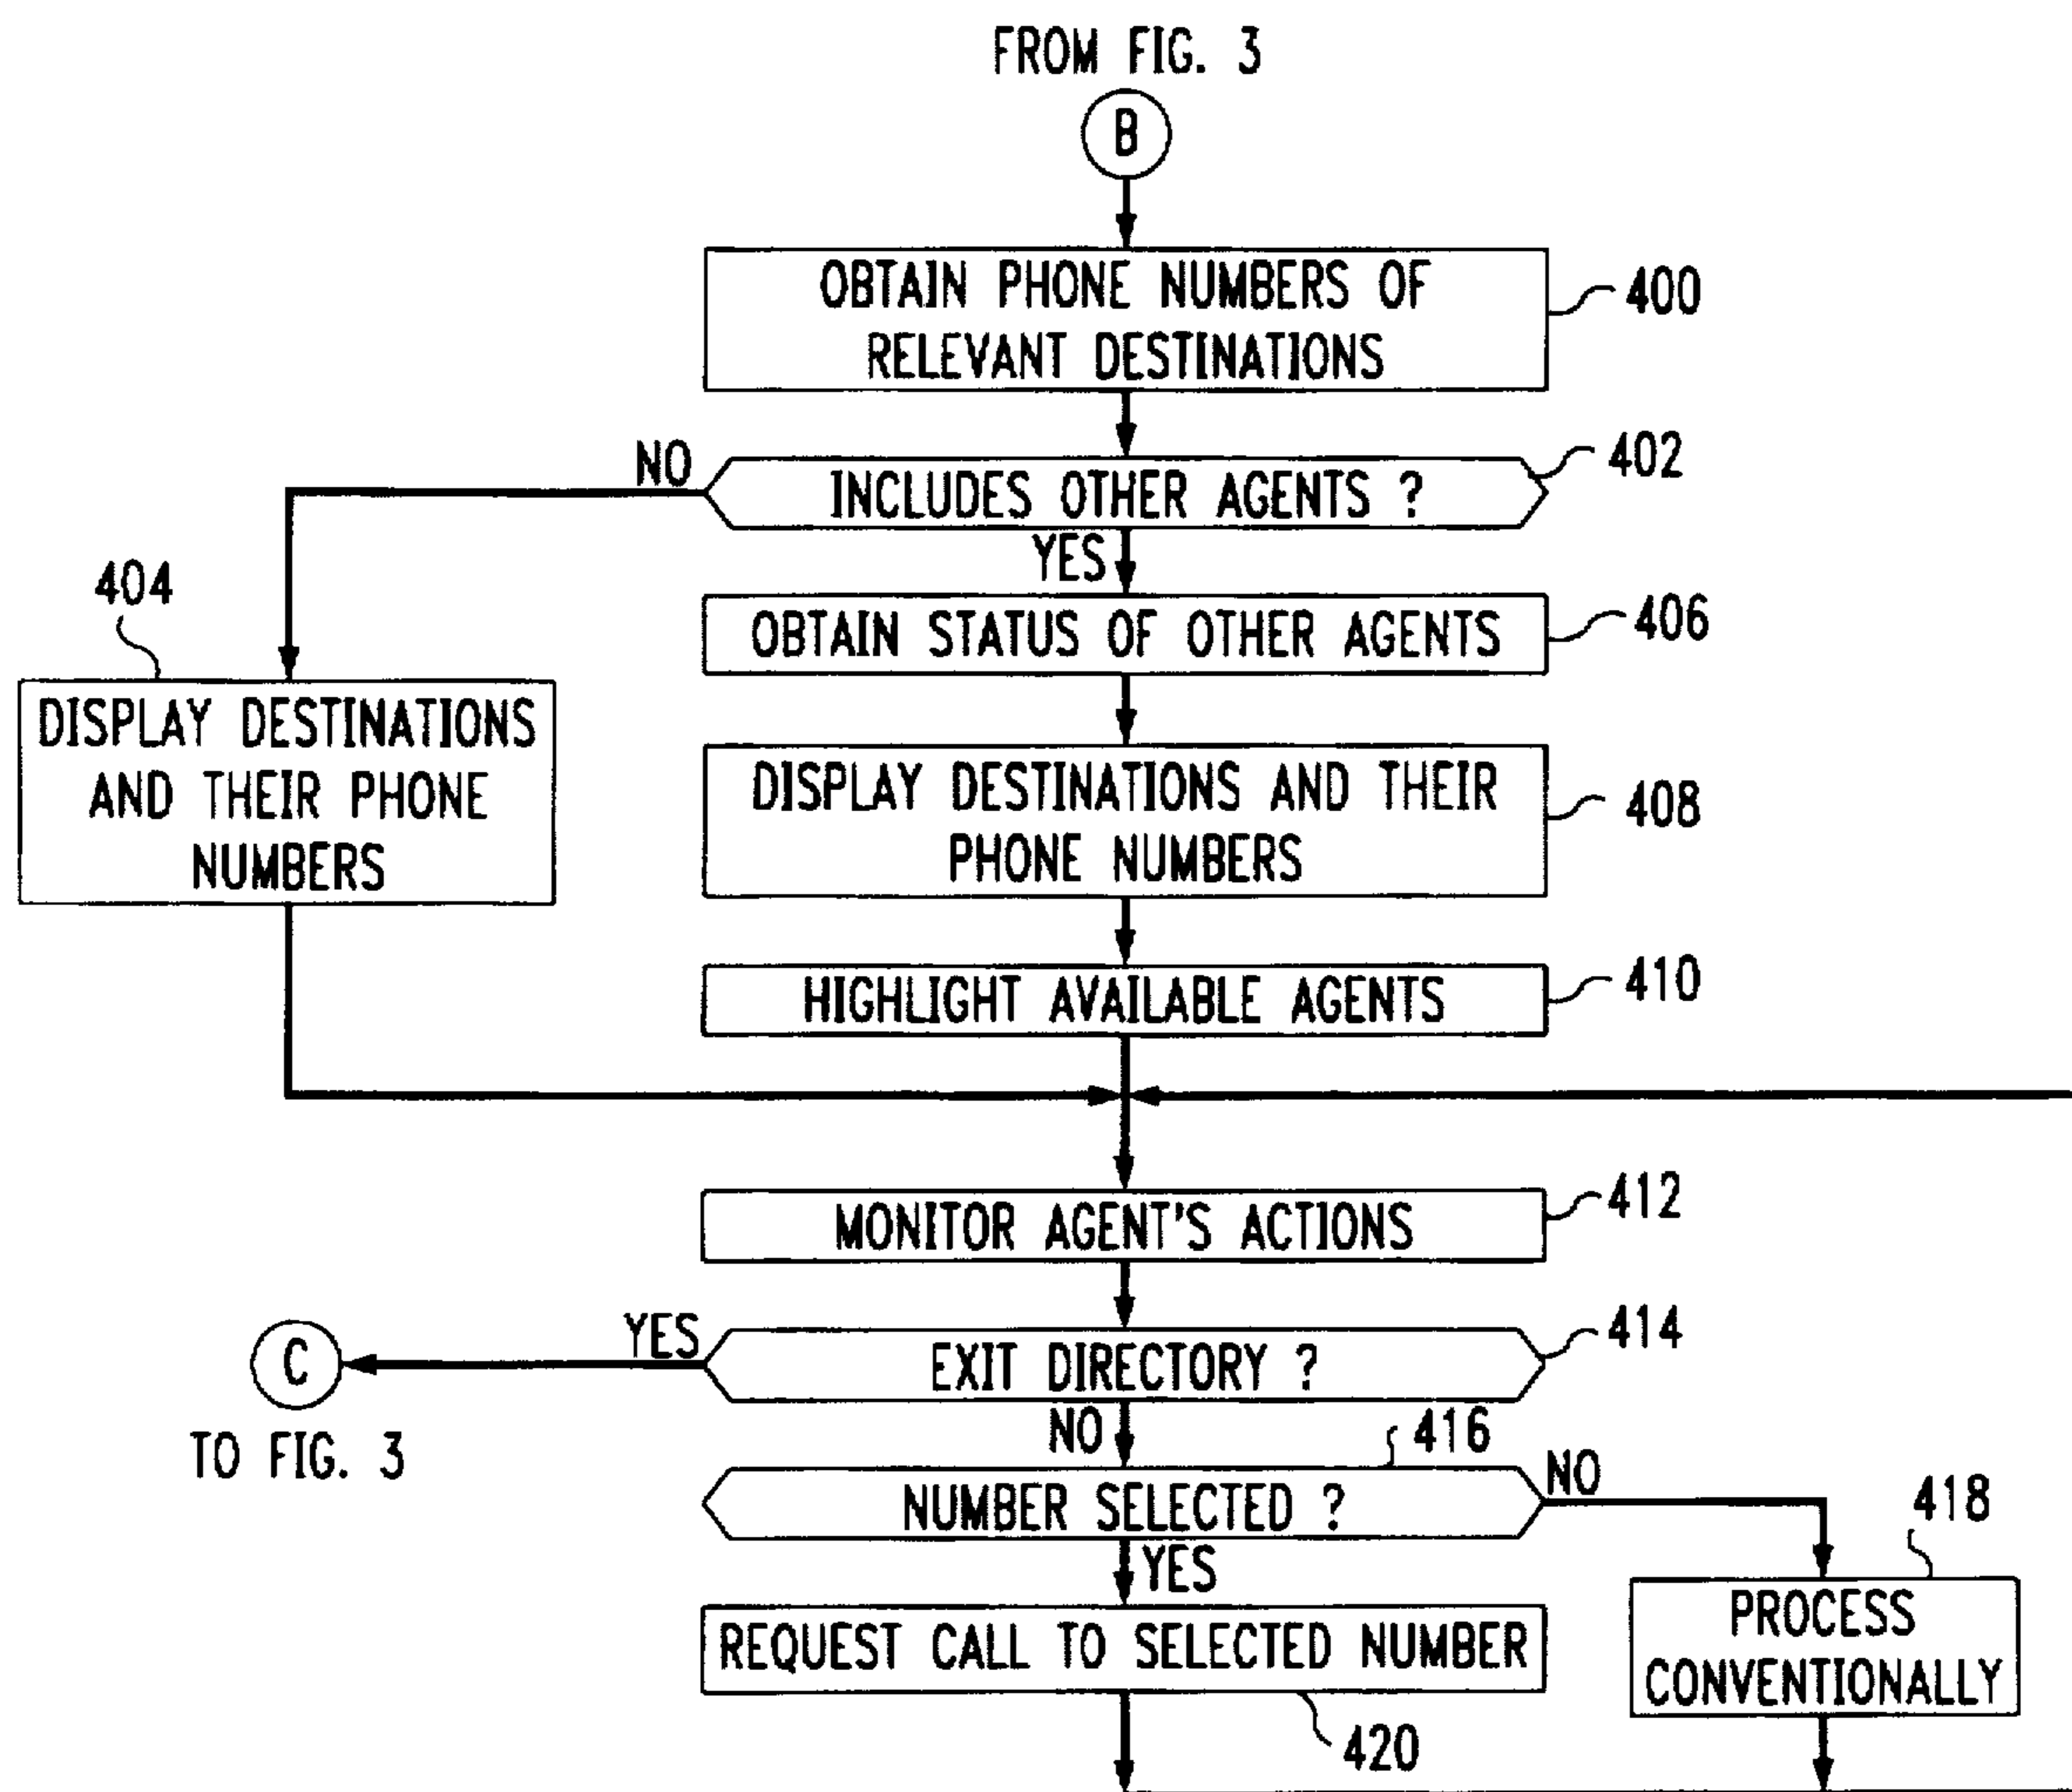 FROM FIG. 3
B
OBTAIN PHONE NUMBERS OF
RELEVANT DESTINATIONS
400
NO
INCLUDES OTHER AGENTS ?
402
YES
404
OBTAIN STATUS OF OTHER AGENTS
406
DISPLAY DESTINATIONS
AND THEIR PHONE
NUMBERS
DISPLAY DESTINATIONS AND THEIR
PHONE NUMBERS
408
HIGHLIGHT AVAILABLE AGENTS
410
MONITOR AGENT'S ACTIONS
412
YES
EXIT DIRECTORY ?
414
C
TO FIG. 3
NO
416
NUMBER SELECTED ?
NO
YES
418
REQUEST CALL TO SELECTED NUMBER
420
PROCESS
CONVENTIONALLY